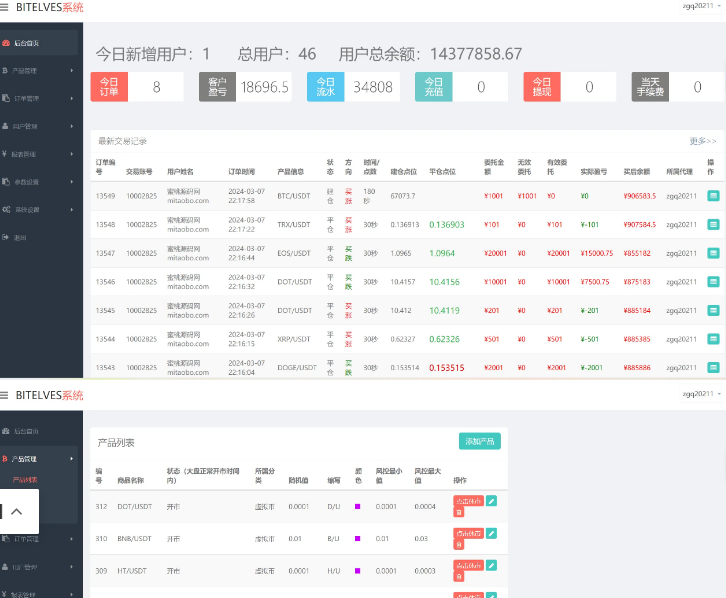 BITELVES系统
zgq20211
后台首页
产品管理
订单管理
用户管理
报表管理
参数设置
系统设置
退出
今日新增用户：1 总用户：46 用户总余额：14377858.67
今日订单 8
客户盈亏 18696.5
今日流水 34808
今日充值 0
今日提现 0
当天手续费 0
最新交易记录 更多>>
订单编号 交易账号 用户姓名 订单时间 产品信息 状态 方向 时间/点数 建仓点位 平仓点位 委托金额 无效委托 有效委托 实际盈亏 买后余额 所属代理 操作
13549 10002825 蜜桃源码网 mitaobo.com 2024-03-07 22:17:58 BTC/USDT 建仓 买涨 180秒 67073.7 ¥1001 ¥1001 ¥0 ¥0 ¥906583.5 zgq20211
13548 10002825 蜜桃源码网 mitaobo.com 2024-03-07 22:17:22 TRX/USDT 平仓 买涨 30秒 0.136913 0.136903 ¥101 ¥0 ¥101 ¥-101 ¥907584.5 zgq20211
13547 10002825 蜜桃源码网 mitaobo.com 2024-03-07 22:16:44 EOS/USDT 平仓 买跌 30秒 1.0965 1.0964 ¥20001 ¥0 ¥20001 ¥15000.75 ¥855182 zgq20211
13546 10002825 蜜桃源码网 mitaobo.com 2024-03-07 22:16:32 DOT/USDT 平仓 买跌 30秒 10.4157 10.4156 ¥10001 ¥0 ¥10001 ¥7500.75 ¥875183 zgq20211
13545 10002825 蜜桃源码网 mitaobo.com 2024-03-07 22:16:26 DOT/USDT 平仓 买涨 30秒 10.412 10.4119 ¥201 ¥0 ¥201 ¥-201 ¥885184 zgq20211
13544 10002825 蜜桃源码网 mitaobo.com 2024-03-07 22:16:15 XRP/USDT 平仓 买涨 30秒 0.62327 0.62326 ¥501 ¥0 ¥501 ¥-501 ¥885385 zgq20211
13543 10002825 蜜桃源码网 mitaobo.com 2024-03-07 22:16:04 DOGE/USDT 平仓 买跌 30秒 0.153514 0.153515 ¥2001 ¥0 ¥2001 ¥-2001 ¥885886 zgq20211
BITELVES系统
zgq20211
后台首页
产品管理
产品列表
订单管理
用户管理
报表管理
产品列表 添加产品
编号 商品名称 状态（大盘正常开市时间内） 所属分类 随机值 缩写 颜色 风控最小值 风控最大值 操作
312 DOT/USDT 开市 虚拟币 0.0001 D/U 0.0001 0.0004 点击休市
310 BNB/USDT 开市 虚拟币 0.01 B/U 0.01 0.03 点击休市
309 HT/USDT 开市 虚拟币 0.0001 H/U 0.0001 0.0003 点击休市